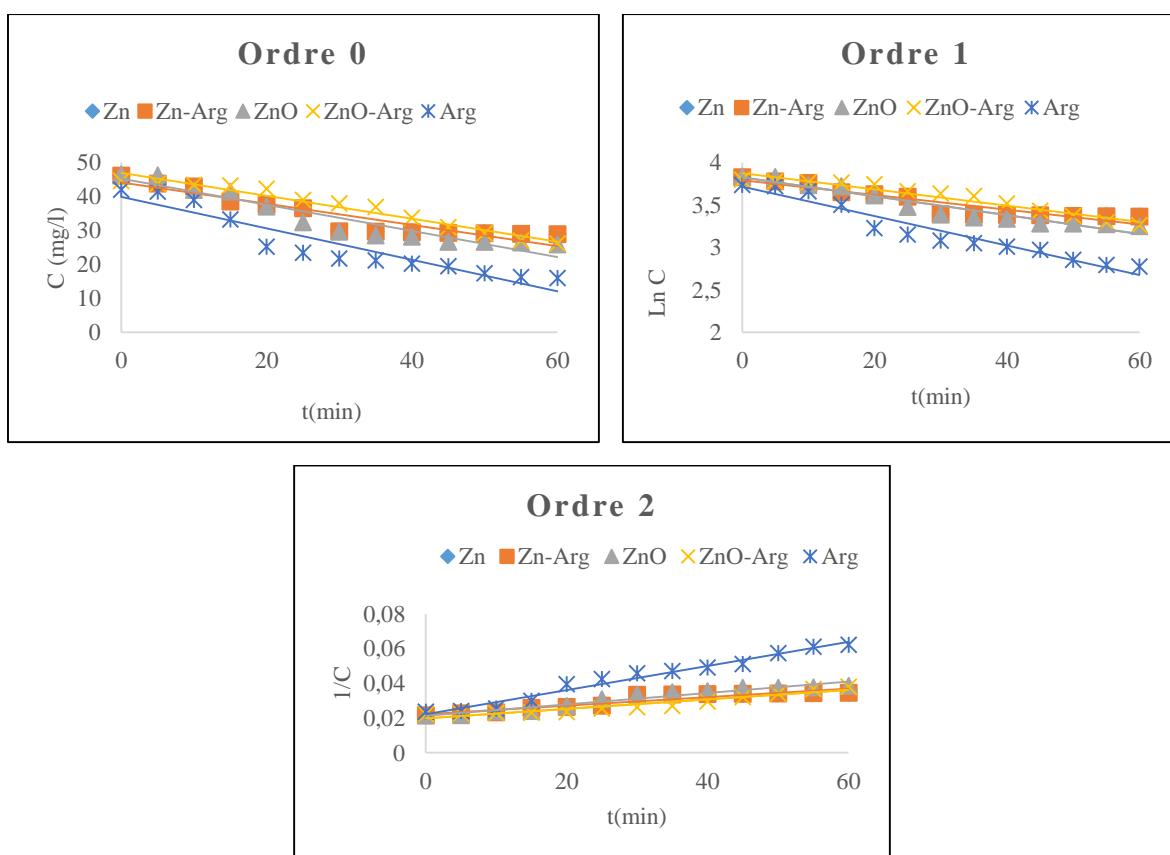 Ordre 0
Zn Zn-Arg ZnO ZnO-Arg Arg
50
40
30
20
10
0
C (mg/l)
0 20 40 60
t(min)
Ordre 1
Zn Zn-Arg ZnO ZnO-Arg Arg
4
3,5
3
2,5
2
Ln C
0 20 40 60
t(min)
Ordre 2
Zn Zn-Arg ZnO ZnO-Arg Arg
0,08
0,06
0,04
0,02
0
1/C
0 20 40 60
t(min)